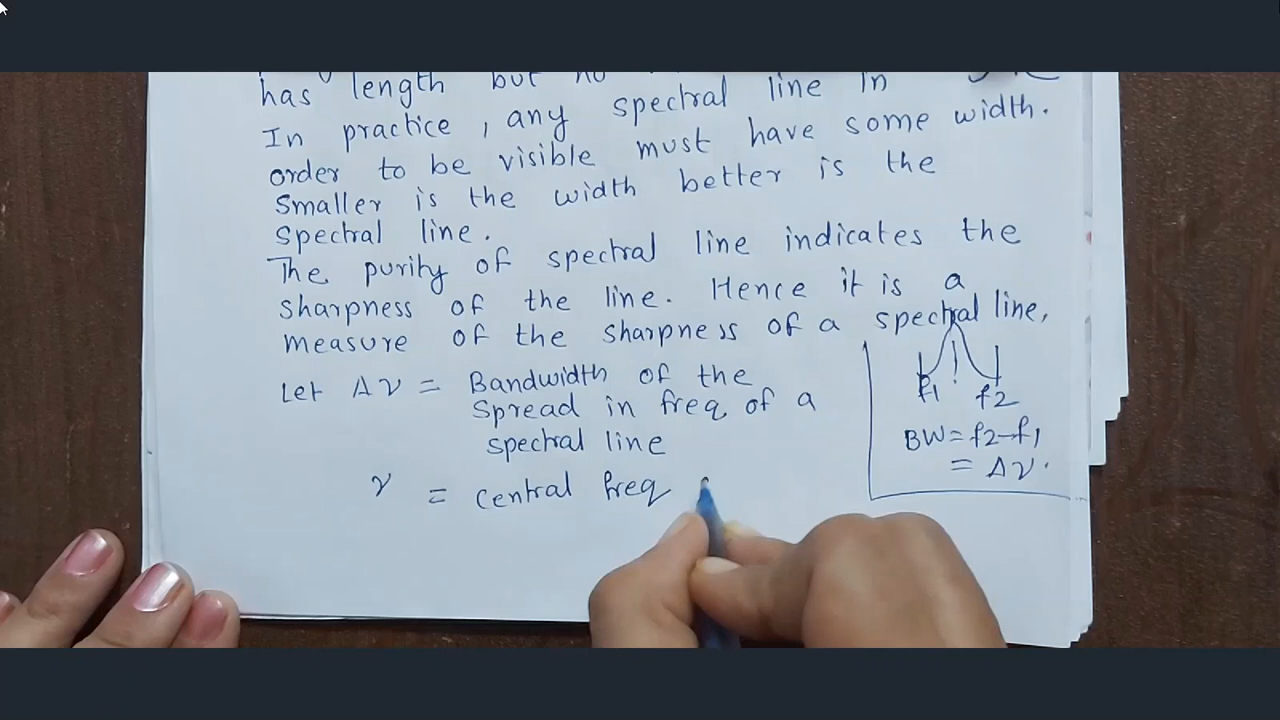 has length but no
In practice, any spectral line in
order to be visible must have some width.
Smaller is the width better is the
spectral line.
The purity of spectral line indicates the
sharpness of the line. Hence it is a
measure of the sharpness of a spectral line,
Let Δν = Bandwidth of the
spread in freq of a
spectral line
ν = central freq
f1 f2
BW = f2-f1
= Δν.